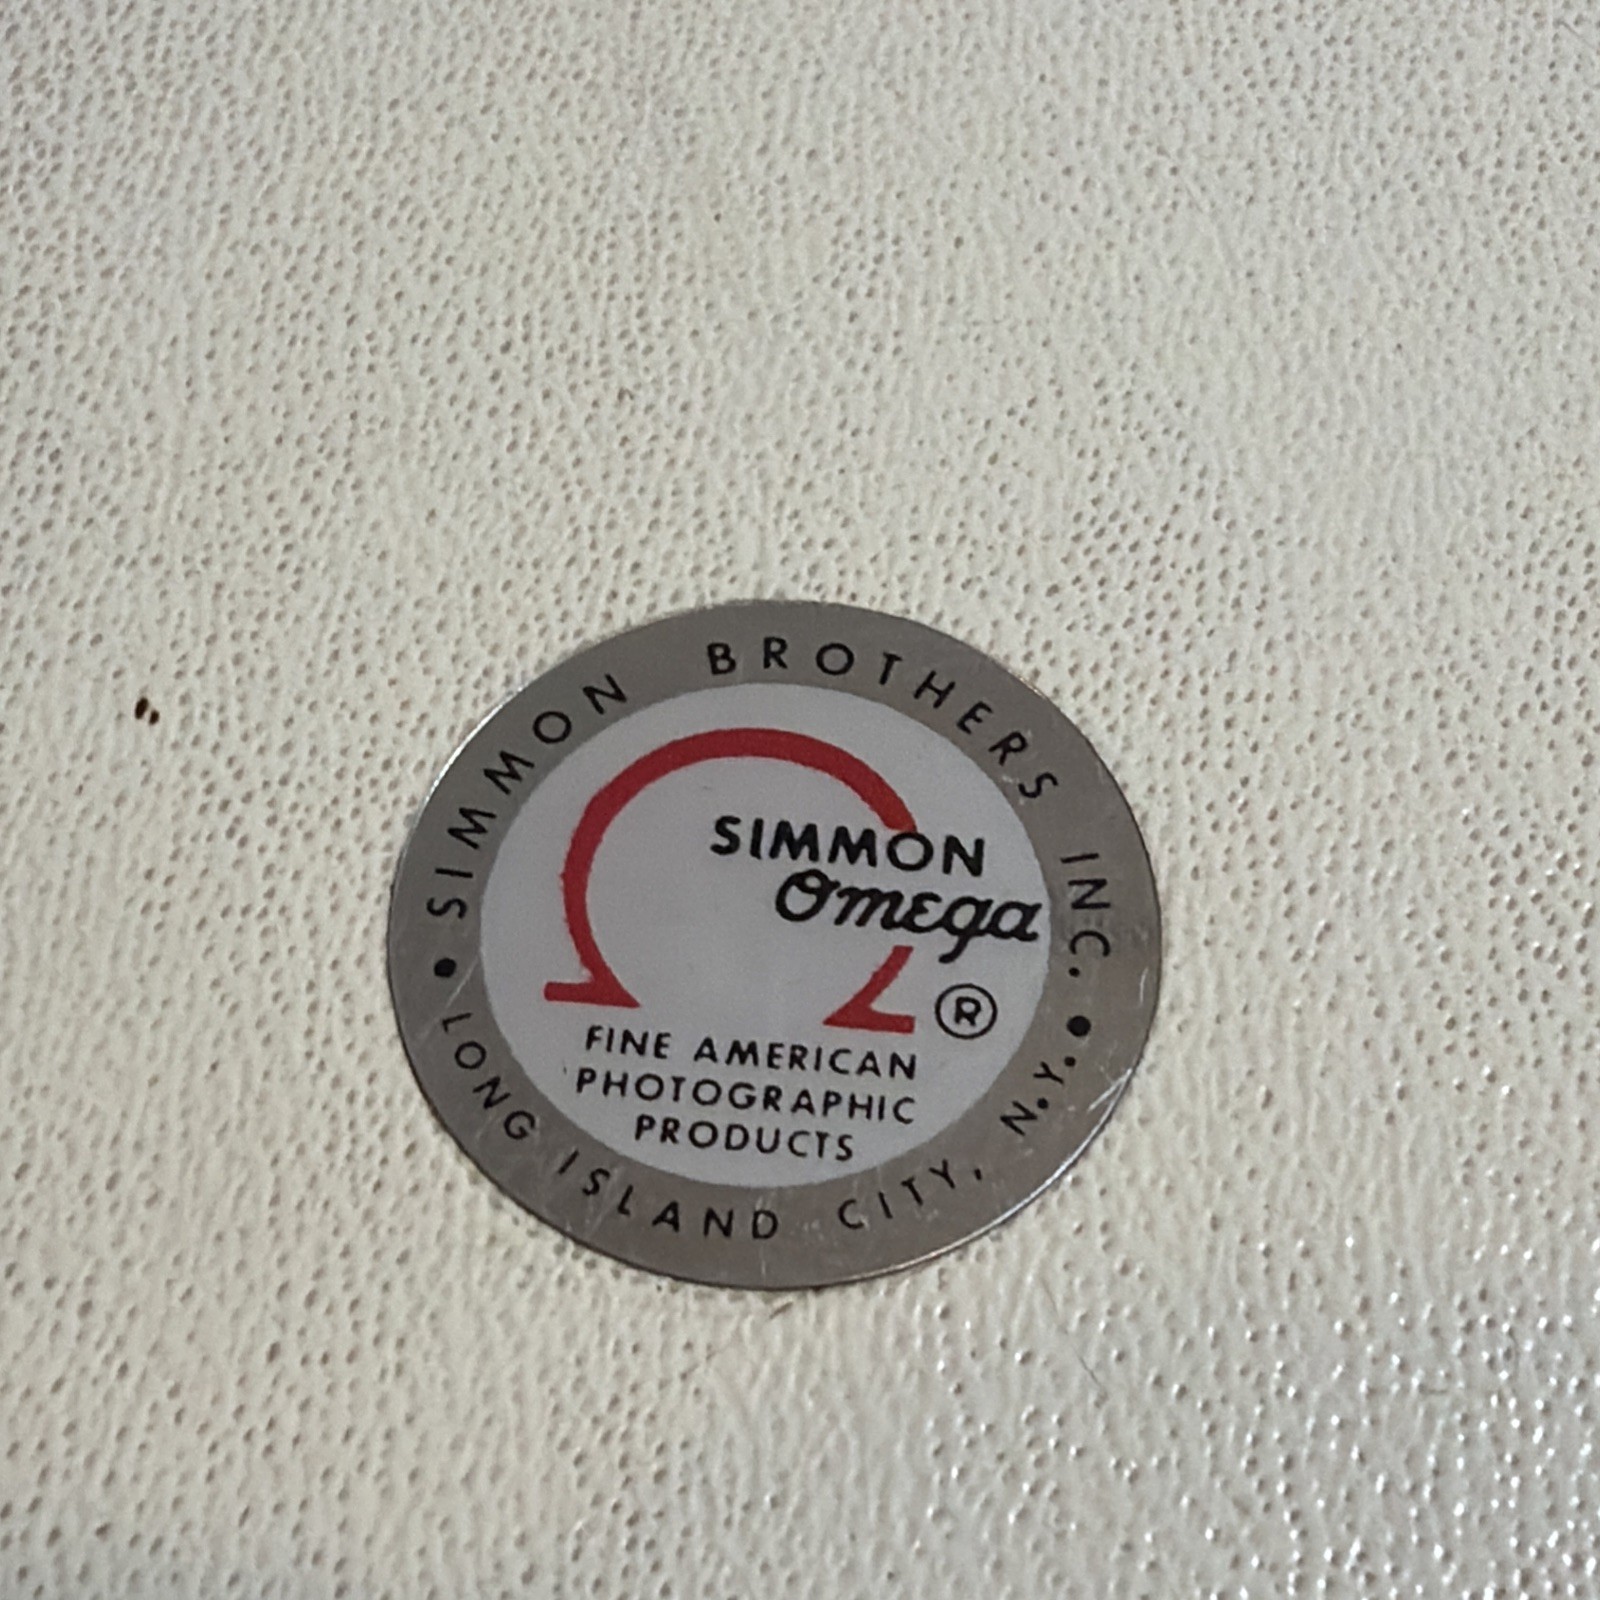 • SIMMON BROTHERS INC. •
SIMMON
Omega
®
FINE AMERICAN
PHOTOGRAPHIC
PRODUCTS
LONG ISLAND CITY, N.Y.